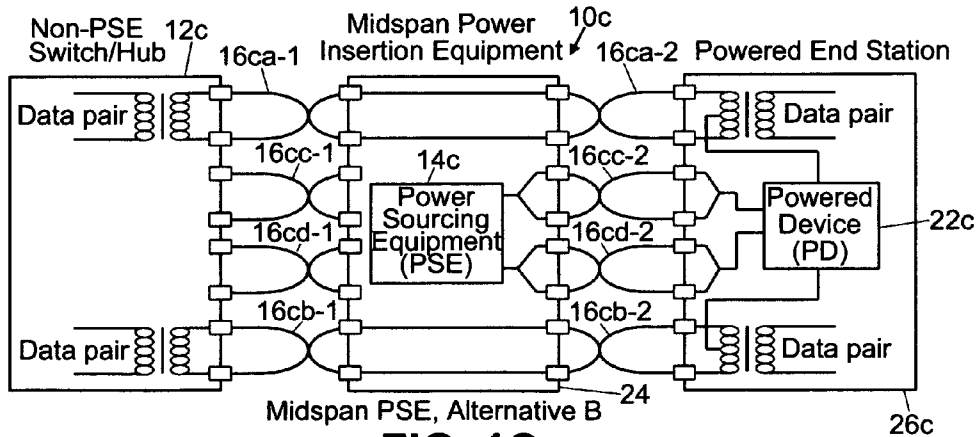 Non-PSE
Switch/Hub
12c
16ca-1
Midspan Power
Insertion Equipment
10c
16ca-2
Powered End Station
Data pair
Data pair
16cc-1
14c
16cc-2
Power
Sourcing
Equipment
(PSE)
Powered
Device
(PD)
22c
16cd-1
16cd-2
16cb-1
16cb-2
Data pair
Data pair
24
Midspan PSE, Alternative B
26c
FIG. 1C